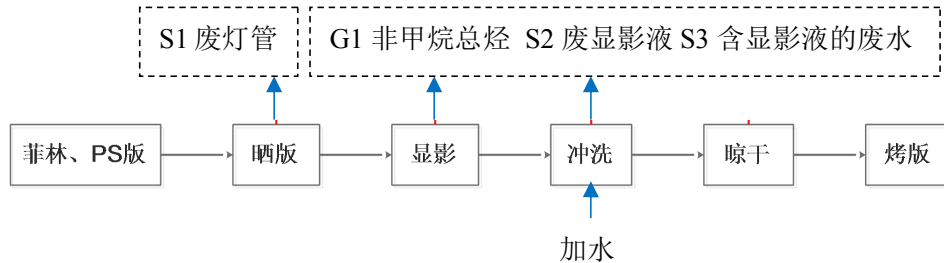 S1 废灯管
G1 非甲烷总烃 S2 废显影液 S3 含显影液的废水
菲林、PS版
晒版
显影
冲洗
晾干
烤版
加水